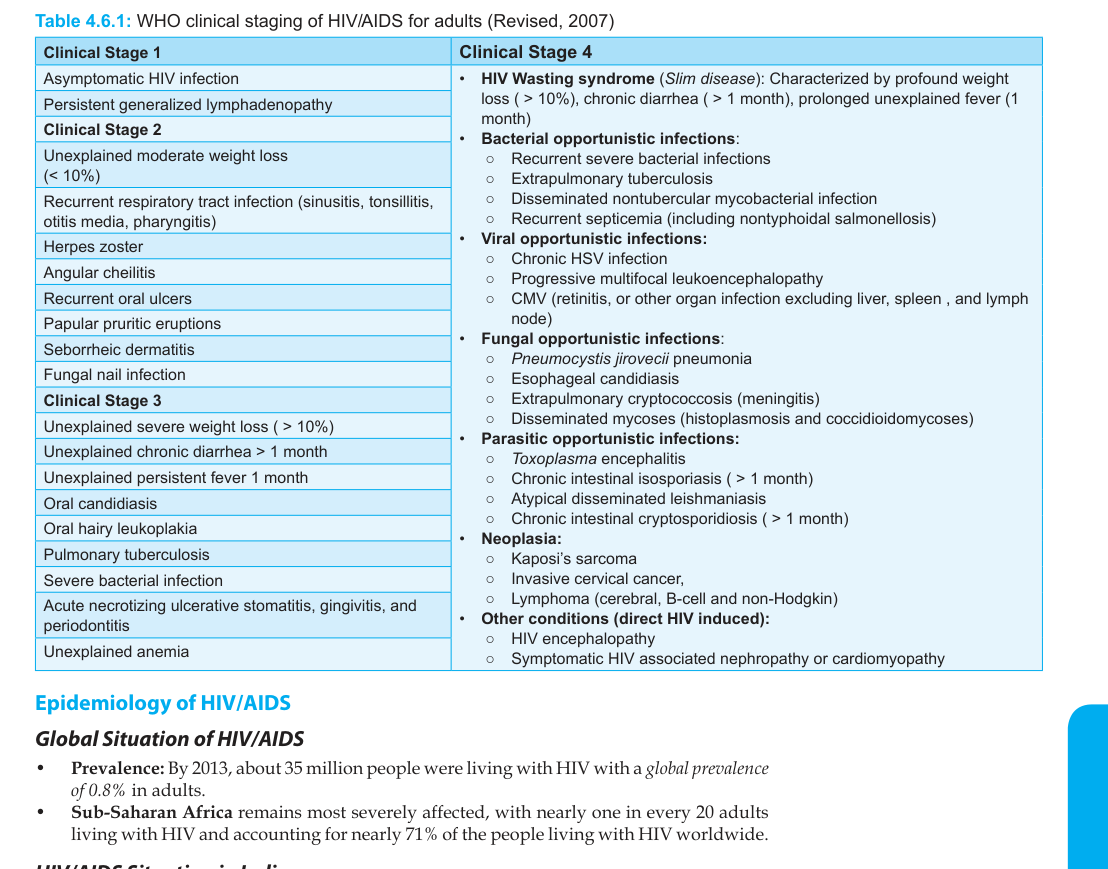 Table 4.6.1: WHO clinical staging of HIV/AIDS for adults (Revised, 2007)
Clinical Stage 1
Asymptomatic HIV infection
Persistent generalized lymphadenopathy
Clinical Stage 2
Unexplained moderate weight loss
(< 10%)
Recurrent respiratory tract infection (sinusitis, tonsillitis,
otitis media, pharyngitis)
Herpes zoster
Angular cheilitis
Recurrent oral ulcers
Papular pruritic eruptions
Seborrheic dermatitis
Fungal nail infection
Clinical Stage 3
Unexplained severe weight loss ( > 10%)
Unexplained chronic diarrhea > 1 month
Unexplained persistent fever 1 month
Oral candidiasis
Oral hairy leukoplakia
Pulmonary tuberculosis
Severe bacterial infection
Acute necrotizing ulcerative stomatitis, gingivitis, and
periodontitis
Unexplained anemia
Clinical Stage 4
• HIV Wasting syndrome (Slim disease): Characterized by profound weight
loss ( > 10%), chronic diarrhea ( > 1 month), prolonged unexplained fever (1
month)
• Bacterial opportunistic infections:
○ Recurrent severe bacterial infections
○ Extrapulmonary tuberculosis
○ Disseminated nontubercular mycobacterial infection
○ Recurrent septicemia (including nontyphoidal salmonellosis)
• Viral opportunistic infections:
○ Chronic HSV infection
○ Progressive multifocal leukoencephalopathy
○ CMV (retinitis, or other organ infection excluding liver, spleen , and lymph
node)
• Fungal opportunistic infections:
○ Pneumocystis jirovecii pneumonia
○ Esophageal candidiasis
○ Extrapulmonary cryptococcosis (meningitis)
○ Disseminated mycoses (histoplasmosis and coccidioidomycoses)
• Parasitic opportunistic infections:
○ Toxoplasma encephalitis
○ Chronic intestinal isosporiasis ( > 1 month)
○ Atypical disseminated leishmaniasis
○ Chronic intestinal cryptosporidiosis ( > 1 month)
• Neoplasia:
○ Kaposi's sarcoma
○ Invasive cervical cancer,
○ Lymphoma (cerebral, B-cell and non-Hodgkin)
• Other conditions (direct HIV induced):
○ HIV encephalopathy
○ Symptomatic HIV associated nephropathy or cardiomyopathy
Epidemiology of HIV/AIDS
Global Situation of HIV/AIDS
• Prevalence: By 2013, about 35 million people were living with HIV with a global prevalence
of 0.8% in adults.
• Sub-Saharan Africa remains most severely affected, with nearly one in every 20 adults
living with HIV and accounting for nearly 71% of the people living with HIV worldwide.